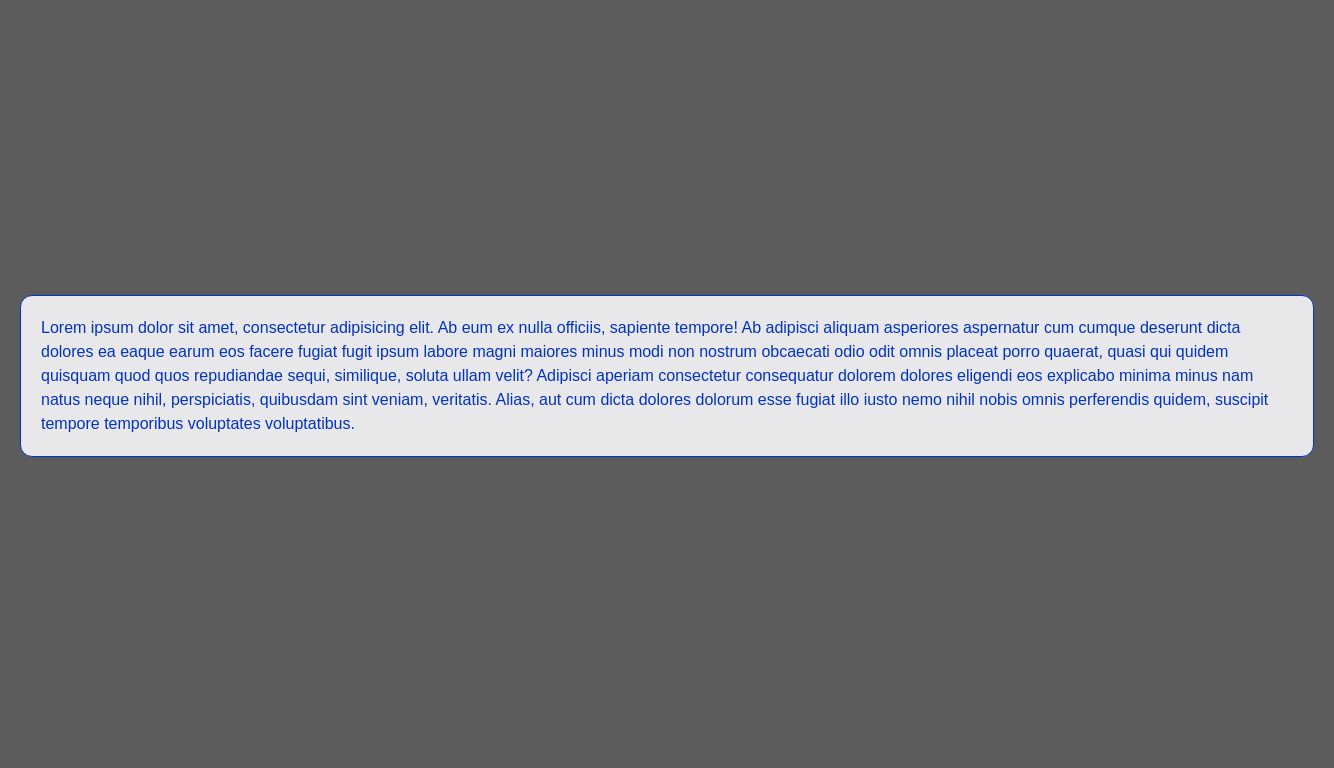 Lorem ipsum dolor sit amet, consectetur adipisicing elit. Ab eum ex nulla officiis, sapiente tempore! Ab adipisci aliquam asperiores aspernatur cum cumque deserunt dicta
dolores ea eaque earum eos facere fugiat fugit ipsum labore magni maiores minus modi non nostrum obcaecati odio odit omnis placeat porro quaerat, quasi qui quidem
quisquam quod quos repudiandae sequi, similique, soluta ullam velit? Adipisci aperiam consectetur consequatur dolorem dolores eligendi eos explicabo minima minus nam
natus neque nihil, perspiciatis, quibusdam sint veniam, veritatis. Alias, aut cum dicta dolores dolorum esse fugiat illo iusto nemo nihil nobis omnis perferendis quidem, suscipit
tempore temporibus voluptates voluptatibus.